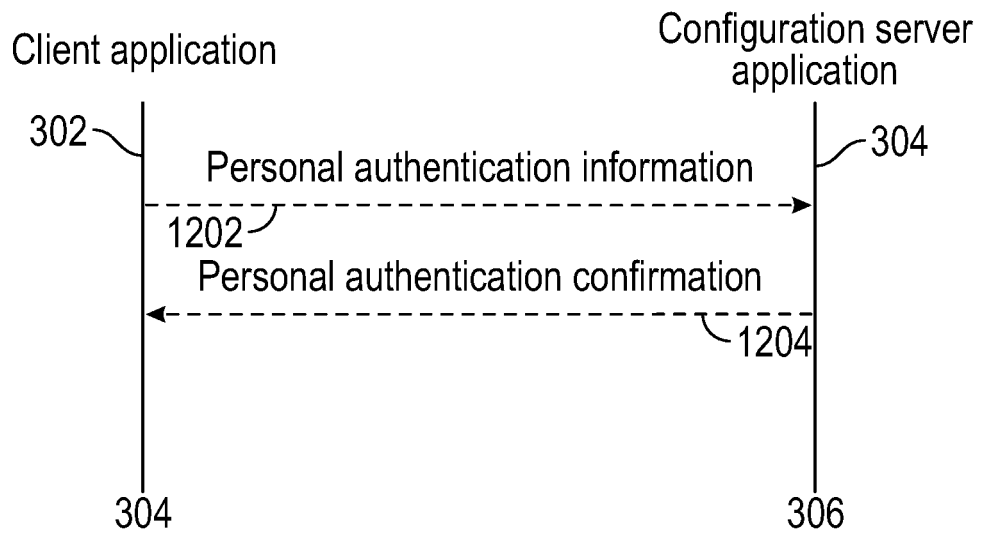 Client application
Configuration server
application
302
304
Personal authentication information
1202
Personal authentication confirmation
1204
304
306